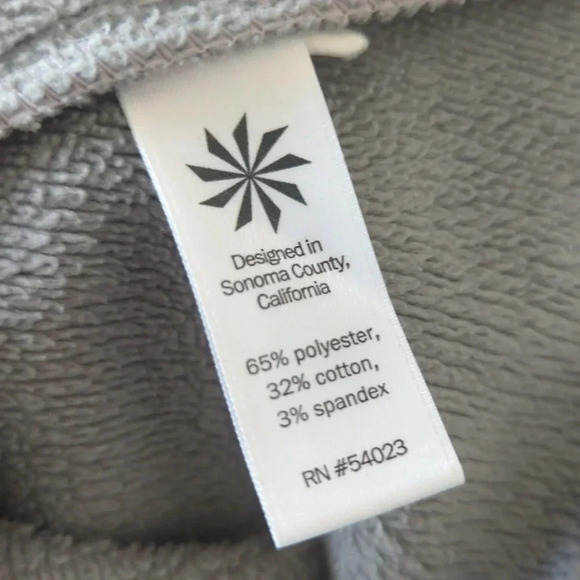 Designed in
Sonoma County,
California
65% polyester,
32% cotton,
3% spandex
RN #54023